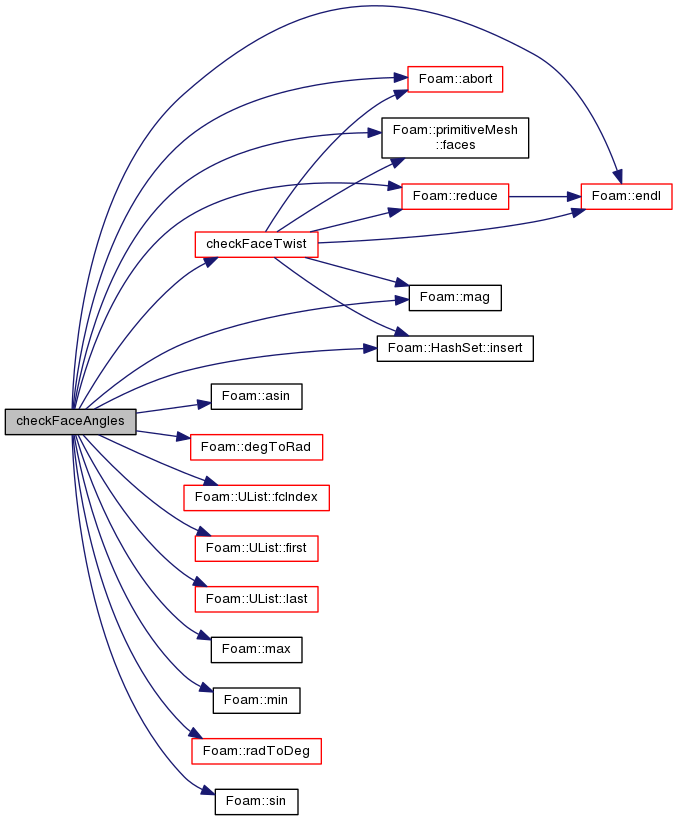 Foam::abort
Foam::primitiveMesh
::faces
Foam::reduce
Foam::endl
checkFaceTwist
Foam::mag
Foam::HashSet::insert
Foam::asin
checkFaceAngles
Foam::degToRad
Foam::UList::fcIndex
Foam::UList::first
Foam::UList::last
Foam::max
Foam::min
Foam::radToDeg
Foam::sin